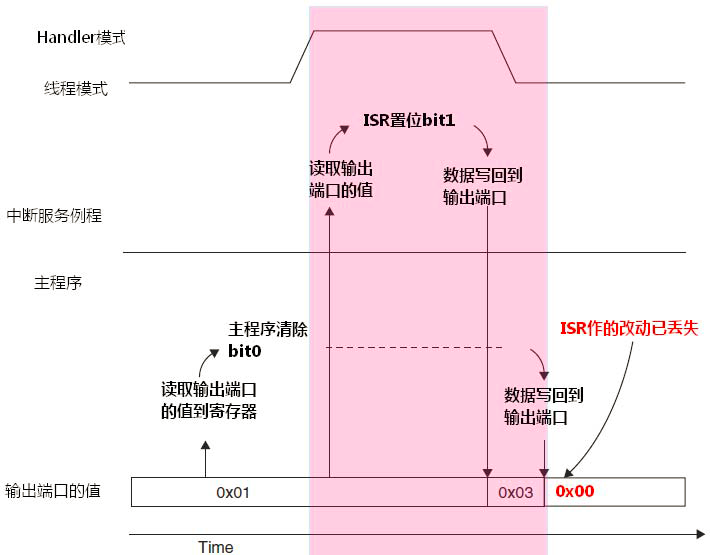 Handler模式
线程模式
ISR置位bit1
读取输出
端口的值
数据写回到
输出端口
中断服务例程
主程序
主程序清除
bit0
ISR作的改动已丢失
读取输出端口
的值到寄存器
数据写回到
输出端口
输出端口的值
0x01
0x03
0x00
Time